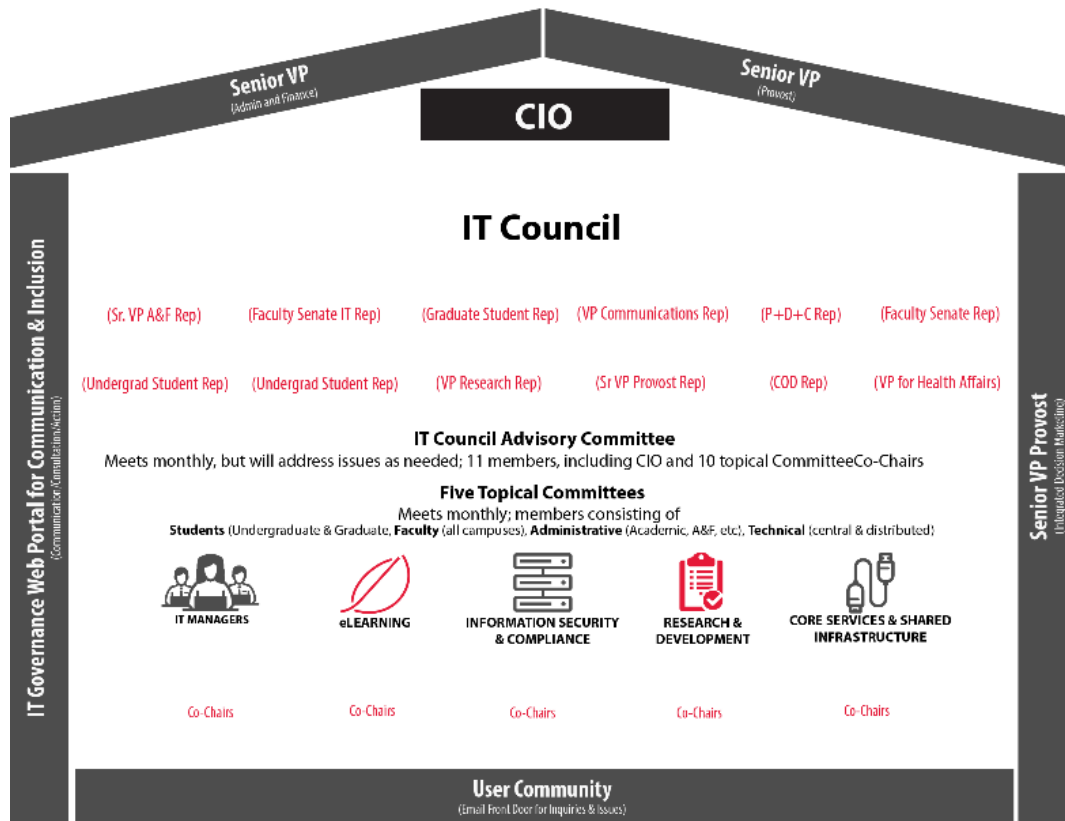 Senior VP
(Admin and Finance)
Senior VP
(Provost)
CIO
IT Council
(Sr. VP A&F Rep) (Faculty Senate IT Rep) (Graduate Student Rep) (VP Communications Rep) (P+D+C Rep) (Faculty Senate Rep)
(Undergrad Student Rep) (Undergrad Student Rep) (VP Research Rep) (Sr VP Provost Rep) (COD Rep) (VP for Health Affairs)
IT Council Advisory Committee
Meets monthly, but will address issues as needed; 11 members, including CIO and 10 topical CommitteeCo-Chairs
Five Topical Committees
Meets monthly; members consisting of
Students (Undergraduate & Graduate, Faculty (all campuses), Administrative (Academic, A&F, etc), Technical (central & distributed)
IT MANAGERS
eLEARNING
INFORMATION SECURITY
& COMPLIANCE
RESEARCH &
DEVELOPMENT
CORE SERVICES & SHARED
INFRASTRUCTURE
Co-Chairs Co-Chairs Co-Chairs Co-Chairs Co-Chairs
IT Governance Web Portal for Communication & Inclusion
(Communication/Consultation/Action)
Senior VP Provost
(Integrated Decision Marketing)
User Community
(Email Front Door for Inquiries & Issues)